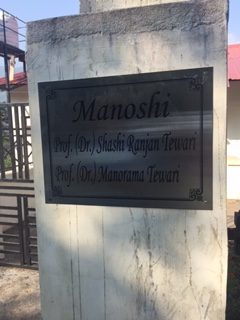 Manoshi
Prof. (Dr.) Shashi Ranjan Tewari
Prof. (Dr.) Manorama Tewari